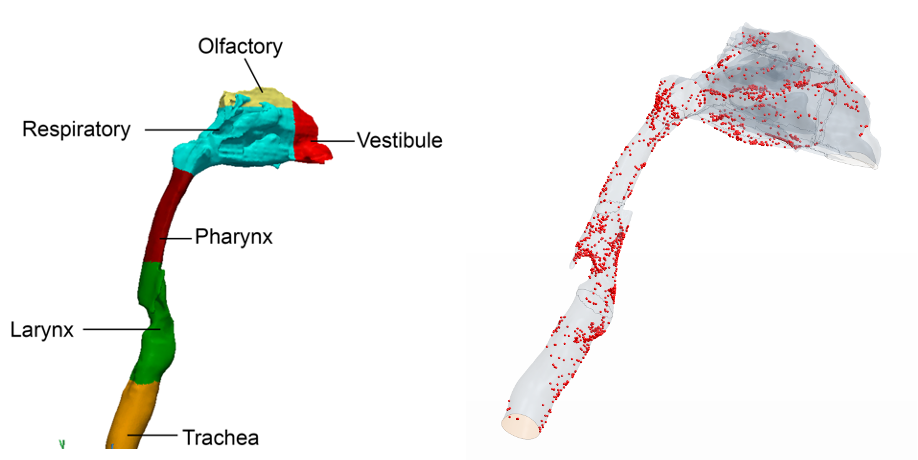 Olfactory
Respiratory
Vestibule
Pharynx
Larynx
Trachea